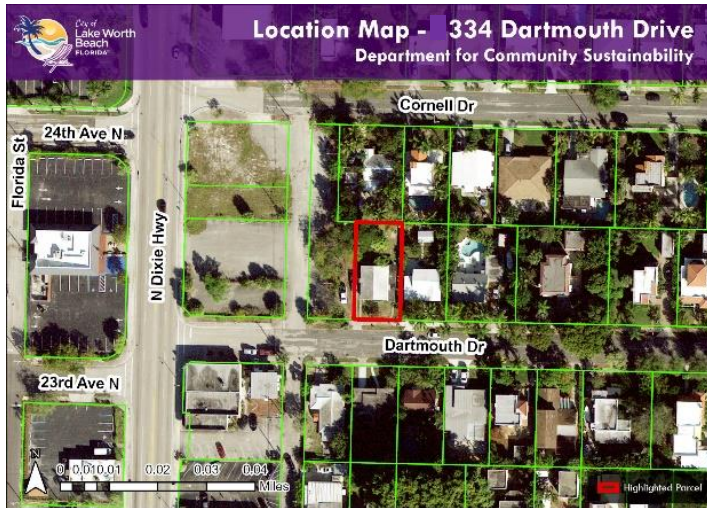 City of
Lake Worth
Beach
FLORIDA
Location Map - 334 Dartmouth Drive
Department for Community Sustainability
Cornell Dr
24th Ave N
Florida St
N Dixie Hwy
Dartmouth Dr
23rd Ave N
N
0 0.01 0.01 0.02 0.03 0.04
Miles
Highlighted Parcel